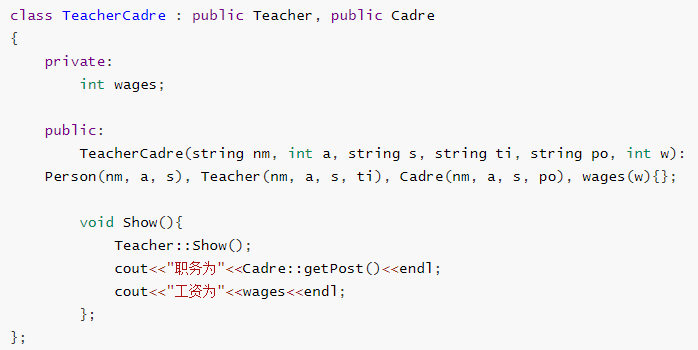 class TeacherCadre : public Teacher, public Cadre
{
    private:
        int wages;

    public:
        TeacherCadre(string nm, int a, string s, string ti, string po, int w):
    Person(nm, a, s), Teacher(nm, a, s, ti), Cadre(nm, a, s, po), wages(w){};

        void Show(){
            Teacher::Show();
            cout<<"职务为"<<Cadre::getPost()<<endl;
            cout<<"工资为"<<wages<<endl;
        };
};